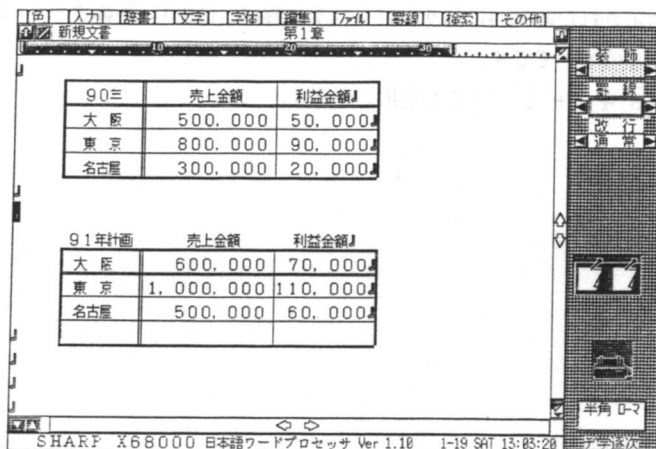 [色] [入力] [辞書] [文字] [字体] [編集] [ファイル] [罫線] [検索] [その他]
新規文書 第1章
10 20 30
装 飾
罫 線
改 行
通 常
90三 売上金額 利益金額
大 阪 500,000 50,000
東 京 800,000 90,000
名古屋 300,000 20,000
91年計画 売上金額 利益金額
大 阪 600,000 70,000
東 京 1,000,000 110,000
名古屋 500,000 60,000
半角 ローマ
SHARP X68000 日本語ワードプロセッサ Ver 1.10 1-19 SAT 13:03:20
学逐次